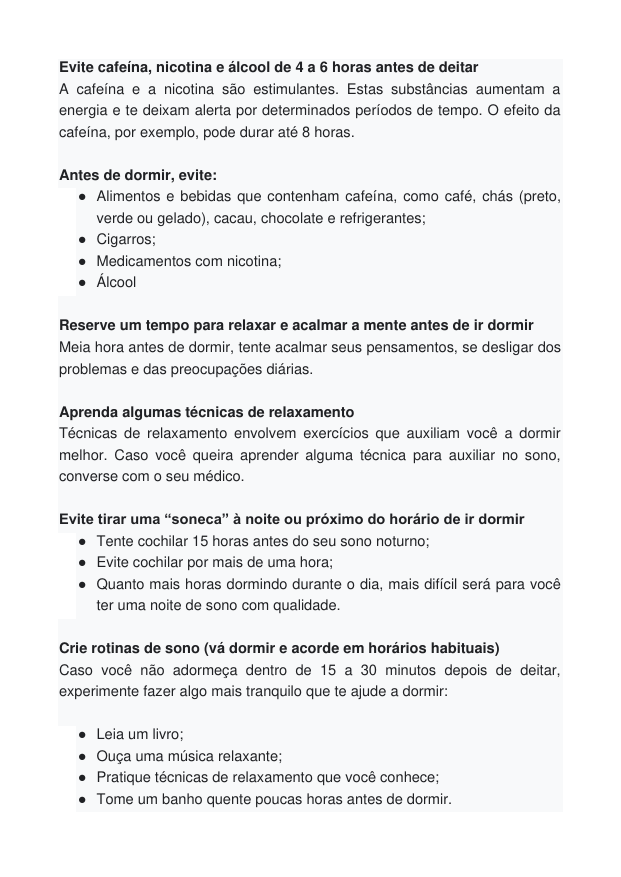 Evite cafeína, nicotina e álcool de 4 a 6 horas antes de deitar
A cafeína e a nicotina são estimulantes. Estas substâncias aumentam a
energia e te deixam alerta por determinados períodos de tempo. O efeito da
cafeína, por exemplo, pode durar até 8 horas.
Antes de dormir, evite:
● Alimentos e bebidas que contenham cafeína, como café, chás (preto,
verde ou gelado), cacau, chocolate e refrigerantes;
● Cigarros;
● Medicamentos com nicotina;
● Álcool
Reserve um tempo para relaxar e acalmar a mente antes de ir dormir
Meia hora antes de dormir, tente acalmar seus pensamentos, se desligar dos
problemas e das preocupações diárias.
Aprenda algumas técnicas de relaxamento
Técnicas de relaxamento envolvem exercícios que auxiliam você a dormir
melhor. Caso você queira aprender alguma técnica para auxiliar no sono,
converse com o seu médico.
Evite tirar uma “soneca” à noite ou próximo do horário de ir dormir
● Tente cochilar 15 horas antes do seu sono noturno;
● Evite cochilar por mais de uma hora;
● Quanto mais horas dormindo durante o dia, mais difícil será para você
ter uma noite de sono com qualidade.
Crie rotinas de sono (vá dormir e acorde em horários habituais)
Caso você não adormeça dentro de 15 a 30 minutos depois de deitar,
experimente fazer algo mais tranquilo que te ajude a dormir:
● Leia um livro;
● Ouça uma música relaxante;
● Pratique técnicas de relaxamento que você conhece;
● Tome um banho quente poucas horas antes de dormir.